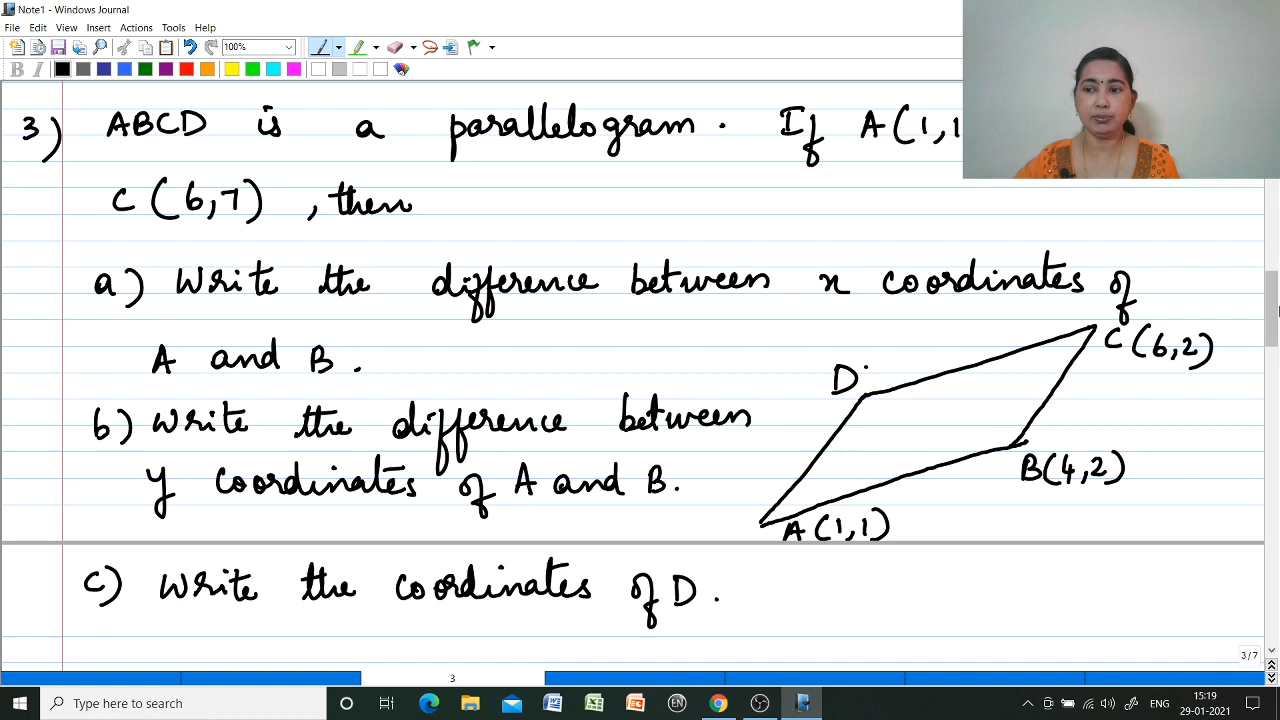 Note1 - Windows Journal
File Edit View Insert Actions Tools Help
100%
B I
3) ABCD is a parallelogram. If A(1,1
C (6,7) , then
a) Write the difference between x coordinates of
A and B.
C (6,2)
D
b) Write the difference between
B(4,2)
y coordinates of A and B.
A (1,1)
c) Write the coordinates of D.
3/7
3
Type here to search
EN
ENG
15:19
29-01-2021